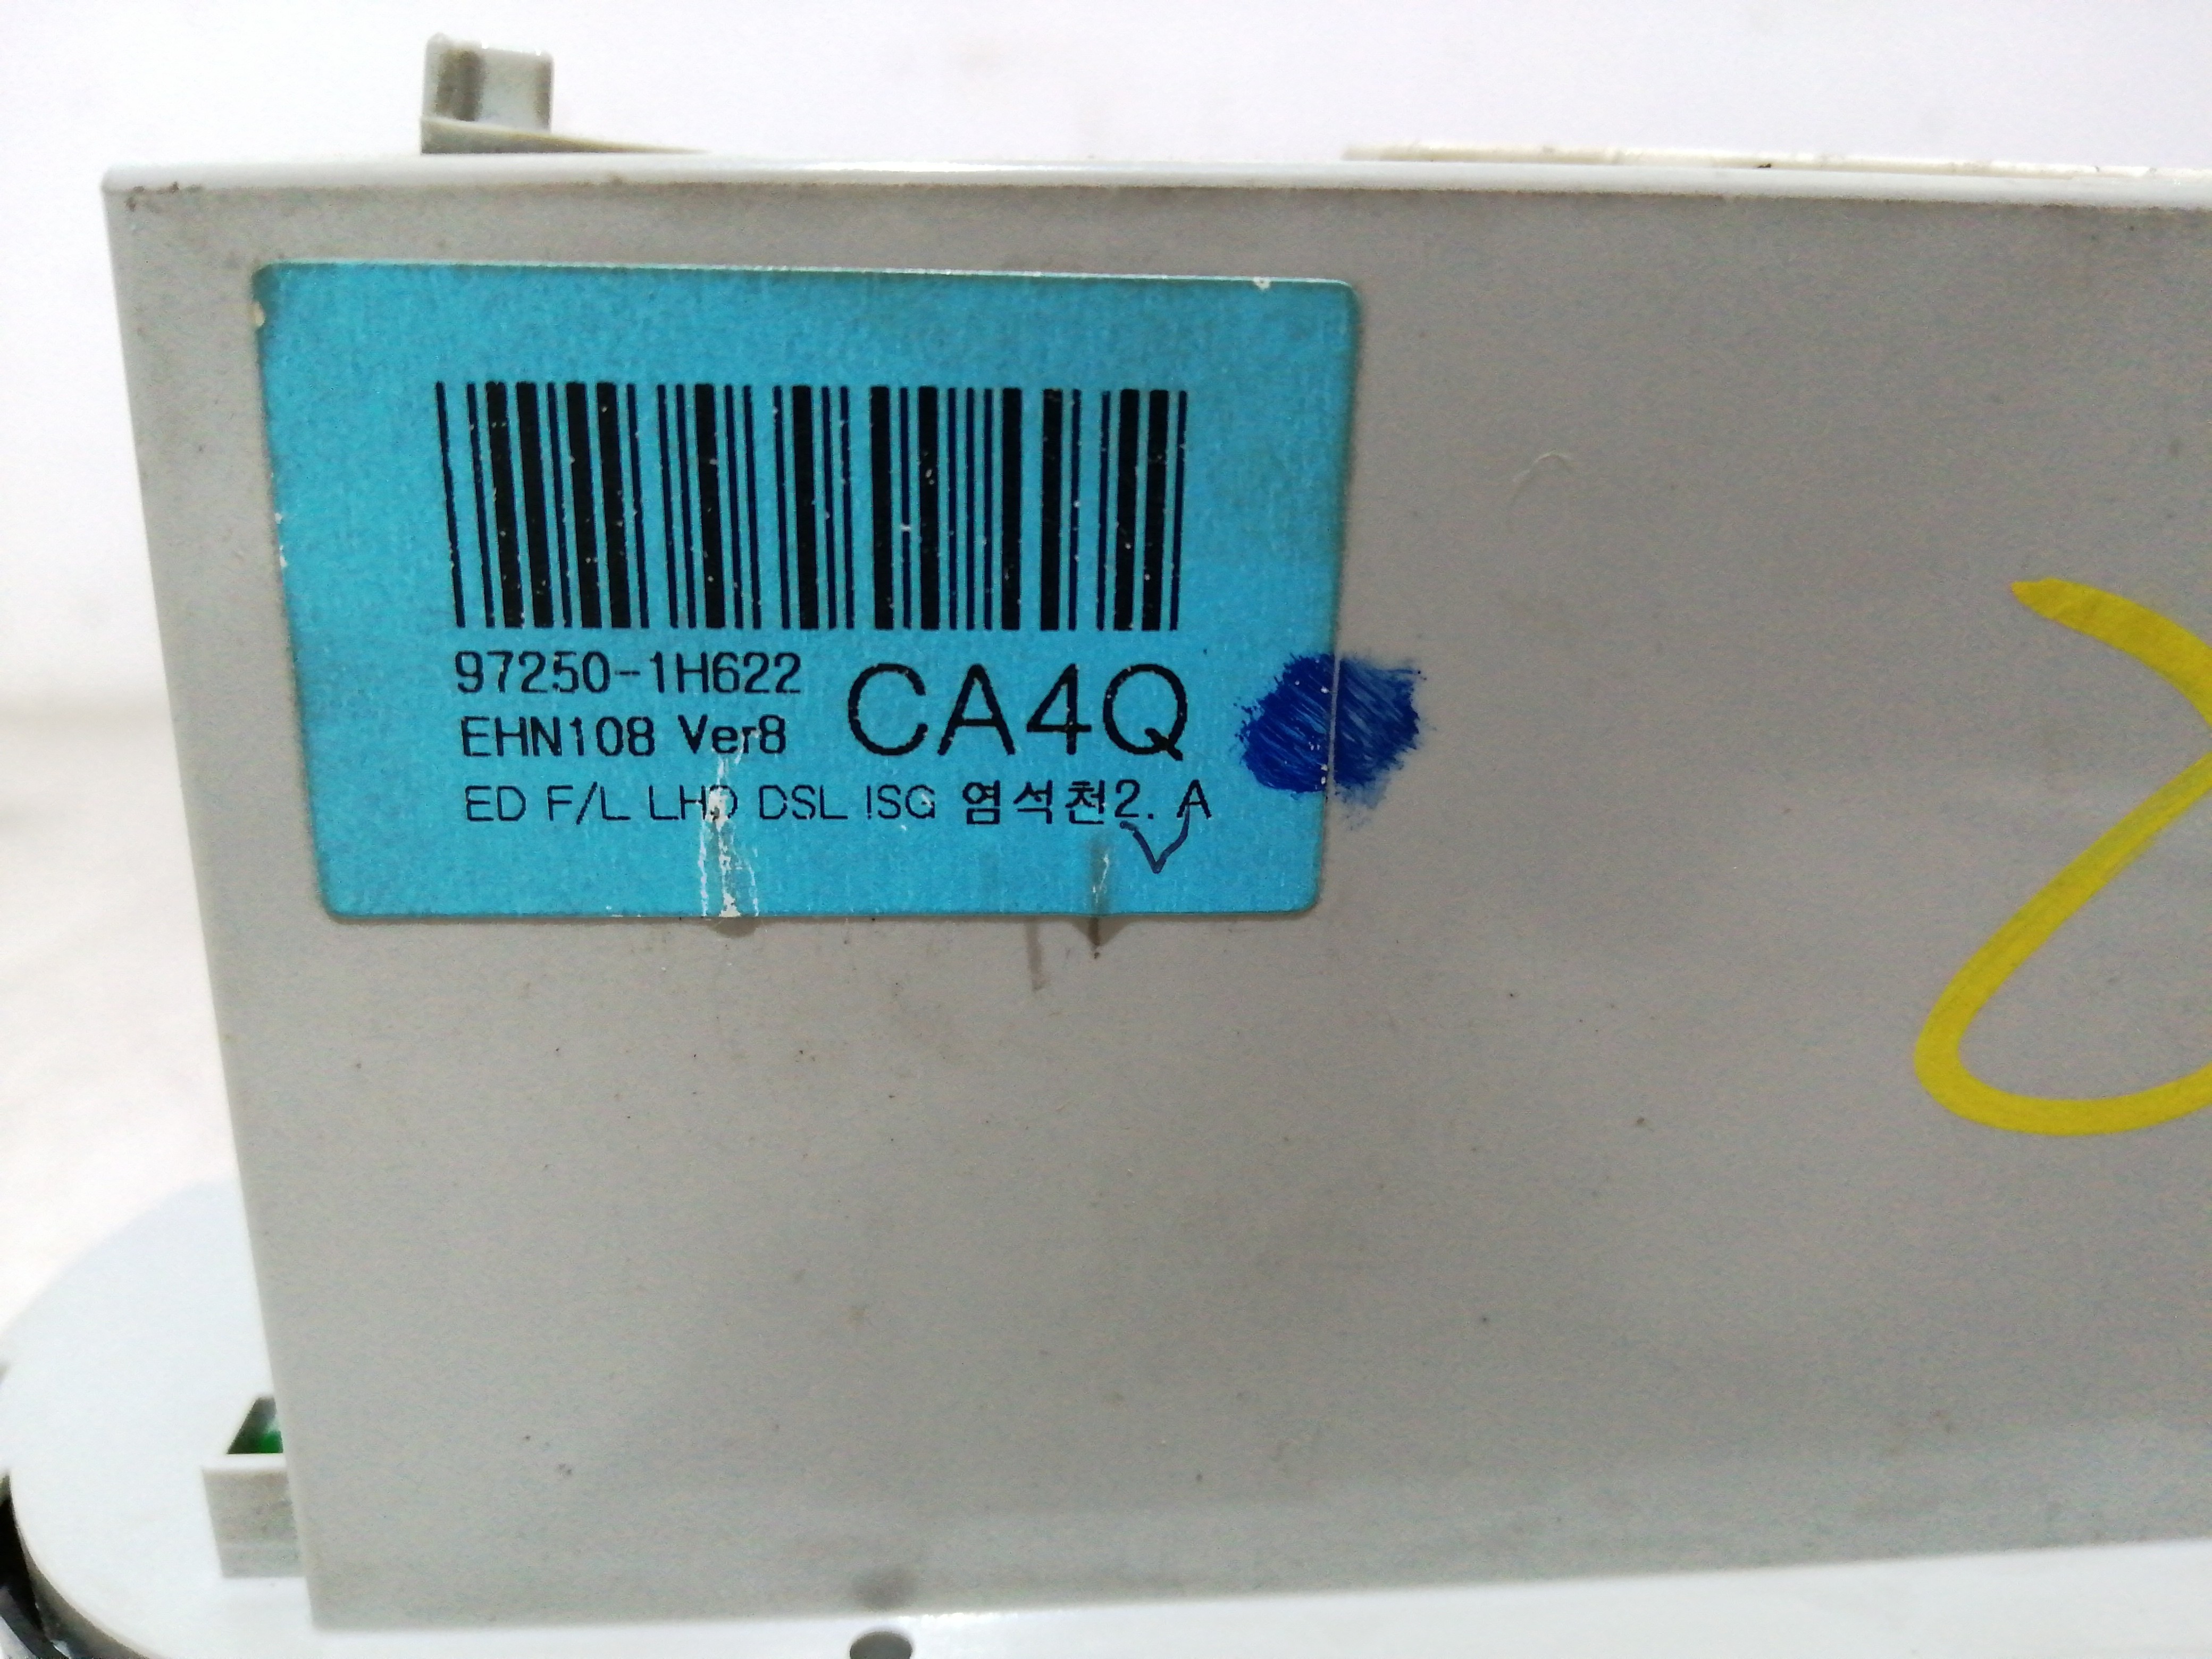 97250-1H622
EHN108 Ver8
CA4Q
ED F/L LHD DSL ISG 염석천2. A